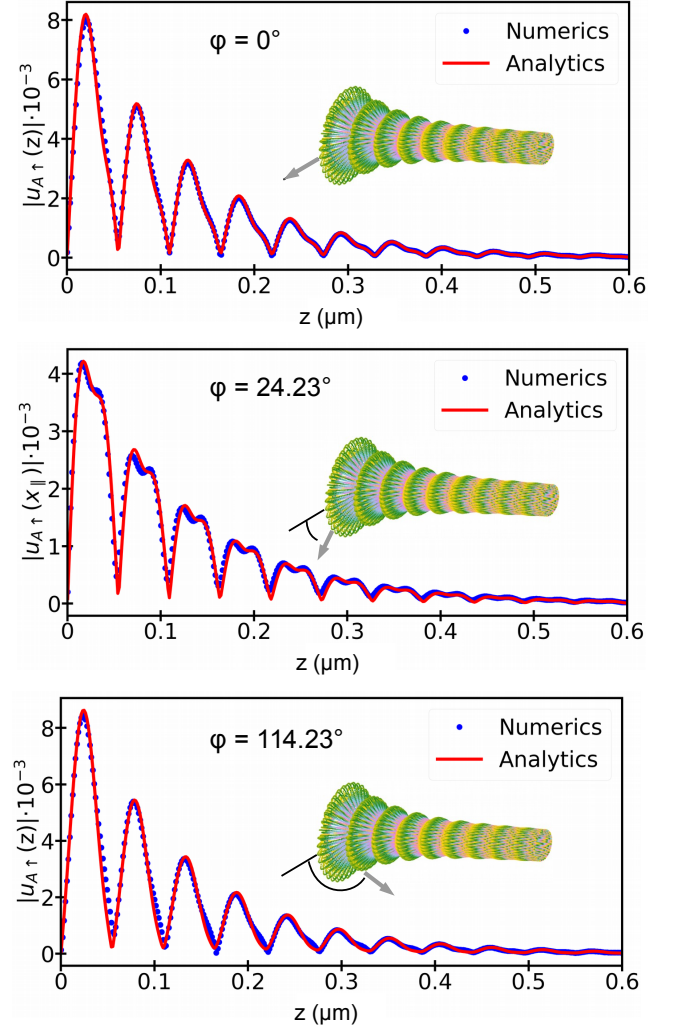 |u_{A↑}(z)|·10⁻³
8
6
4
2
0
φ = 0°
Numerics
Analytics
0 0.1 0.2 0.3 0.4 0.5 0.6
z (μm)
|u_{A↑}(x_∥)|·10⁻³
4
3
2
1
0
φ = 24.23°
Numerics
Analytics
0 0.1 0.2 0.3 0.4 0.5 0.6
z (μm)
|u_{A↑}(z)|·10⁻³
8
6
4
2
0
φ = 114.23°
Numerics
Analytics
0 0.1 0.2 0.3 0.4 0.5 0.6
z (μm)